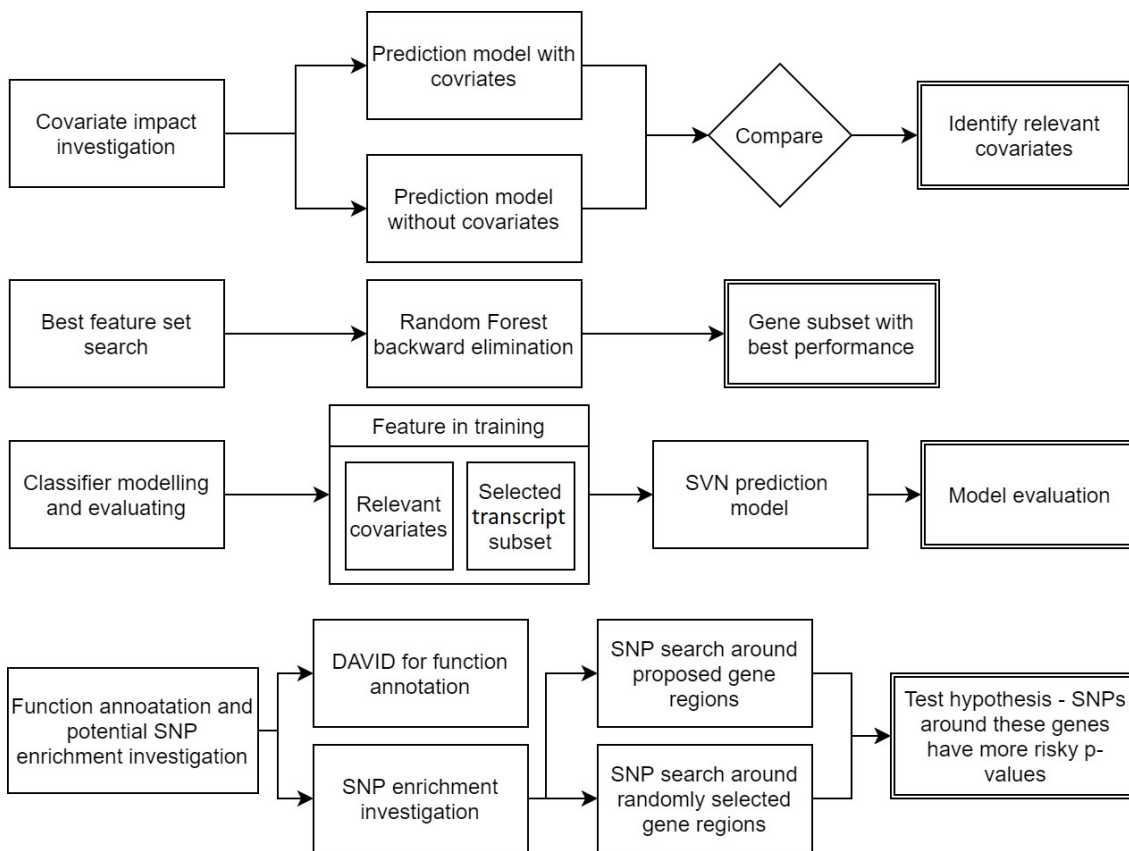 Covariate impact
investigation
Prediction model with
covriates
Prediction model
without covariates
Compare
Identify relevant
covariates
Best feature set
search
Random Forest
backward elimination
Gene subset with
best performance
Classifier modelling
and evaluating
Feature in training
Relevant
covariates
Selected
transcript
subset
SVN prediction
model
Model evaluation
Function annoatation and
potential SNP
enrichment investigation
DAVID for function
annotation
SNP enrichment
investigation
SNP search around
proposed gene
regions
SNP search around
randomly selected
gene regions
Test hypothesis - SNPs
around these genes
have more risky p-
values